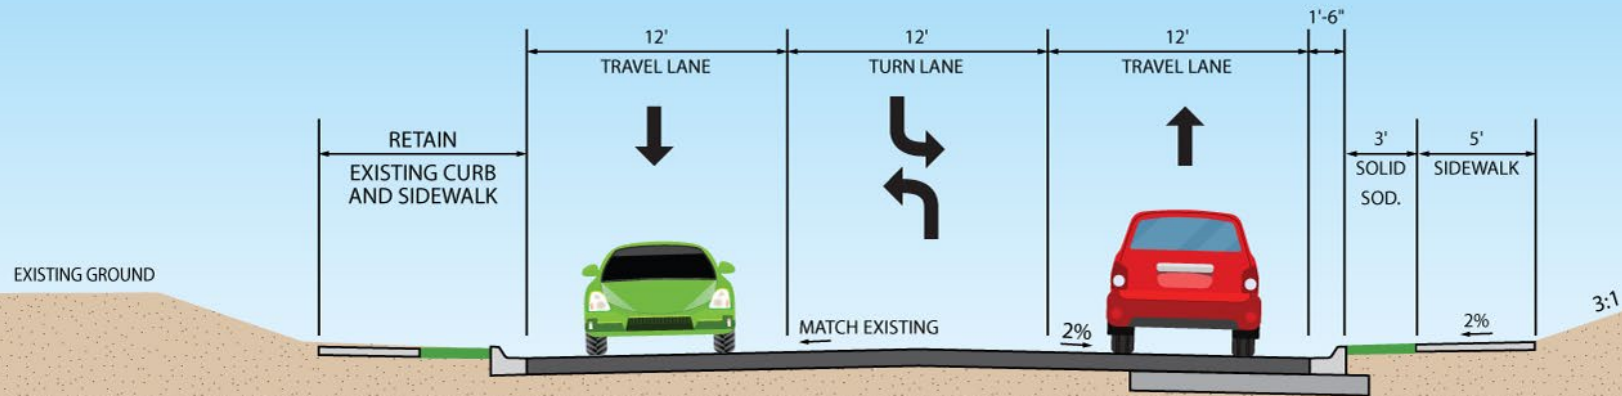 1'-6"
12'
12'
12'
TRAVEL LANE
TURN LANE
TRAVEL LANE
RETAIN
EXISTING CURB
AND SIDEWALK
3'
SOLID
SOD.
5'
SIDEWALK
EXISTING GROUND
MATCH EXISTING
2%
2%
3:1